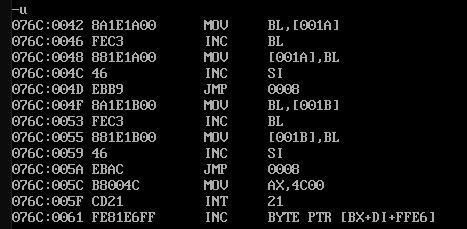 -u
076C:0042 8A1E1A00 MOV BL,[001A]
076C:0046 FEC3 INC BL
076C:0048 881E1A00 MOV [001A],BL
076C:004C 46 INC SI
076C:004D EBB9 JMP 0008
076C:004F 8A1E1B00 MOV BL,[001B]
076C:0053 FEC3 INC BL
076C:0055 881E1B00 MOV [001B],BL
076C:0059 46 INC SI
076C:005A EBAC JMP 0008
076C:005C B8004C MOV AX,4C00
076C:005F CD21 INT 21
076C:0061 FE81E6FF INC BYTE PTR [BX+DI+FFE6]